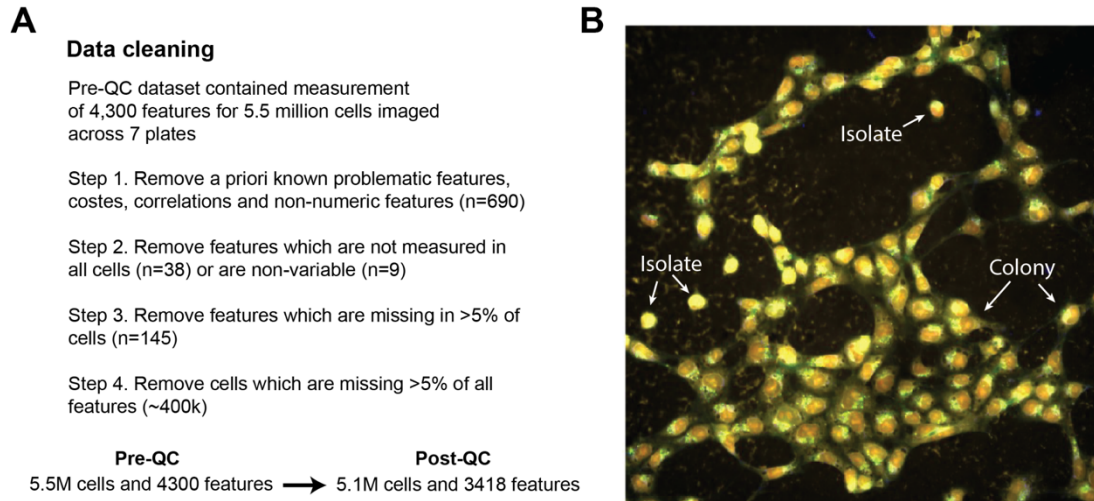 A
Data cleaning
Pre-QC dataset contained measurement
of 4,300 features for 5.5 million cells imaged
across 7 plates
Step 1. Remove a priori known problematic features,
costes, correlations and non-numeric features (n=690)
Step 2. Remove features which are not measured in
all cells (n=38) or are non-variable (n=9)
Step 3. Remove features which are missing in >5% of
cells (n=145)
Step 4. Remove cells which are missing >5% of all
features (~400k)
Pre-QC
Post-QC
5.5M cells and 4300 features
5.1M cells and 3418 features
B
Isolate
Isolate
Colony